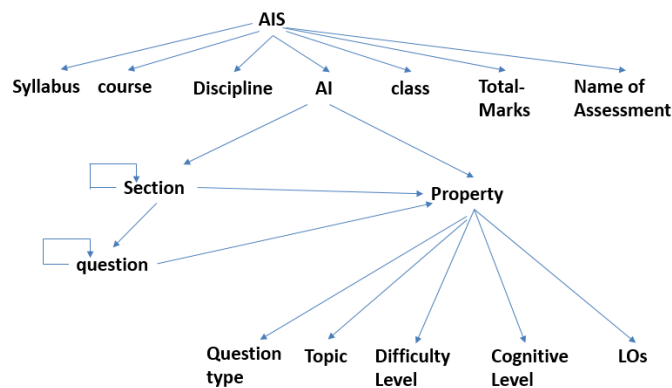 AIS
Syllabus course Discipline AI class Total-
Marks
Name of
Assessment
Section
Property
question
Question
type
Topic
Difficulty
Level
Cognitive
Level
LOs